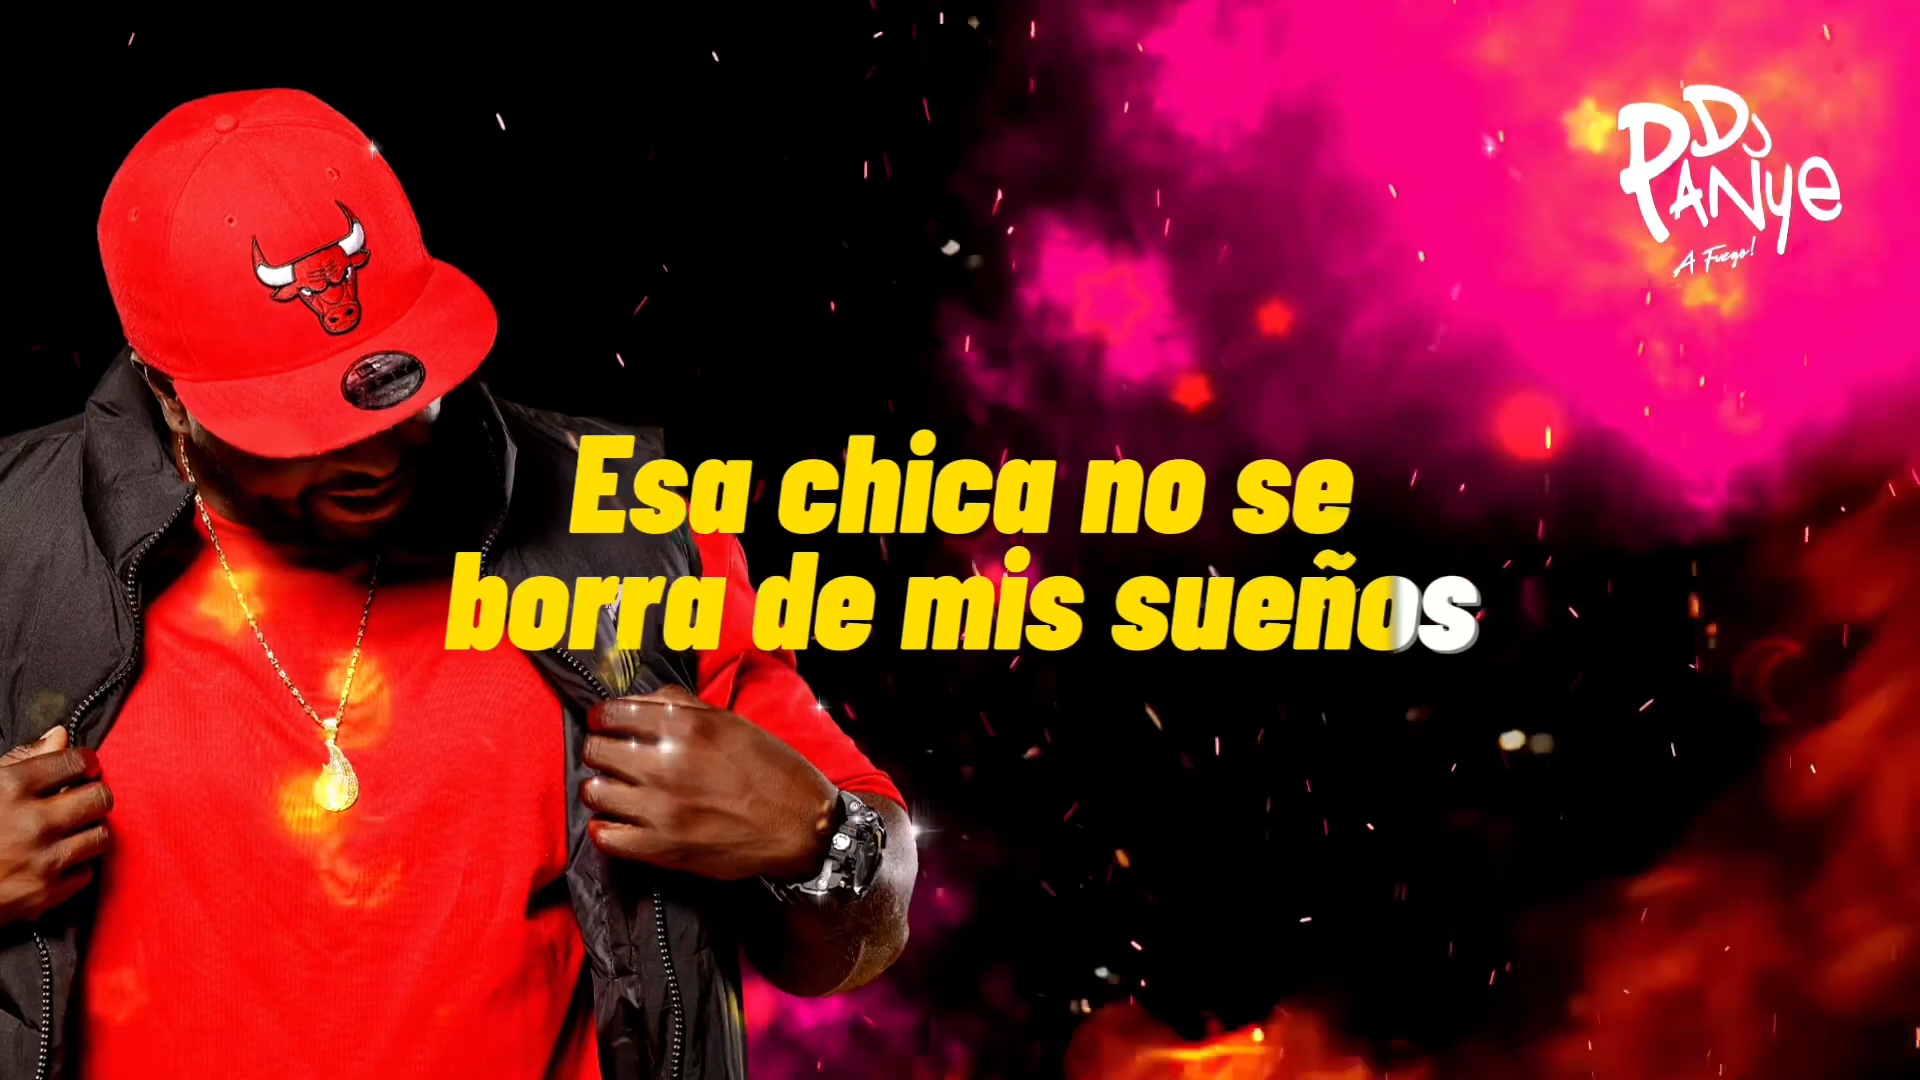 DJ
PANye
A Fuego!
Esa chica no se
borra de mis sueños